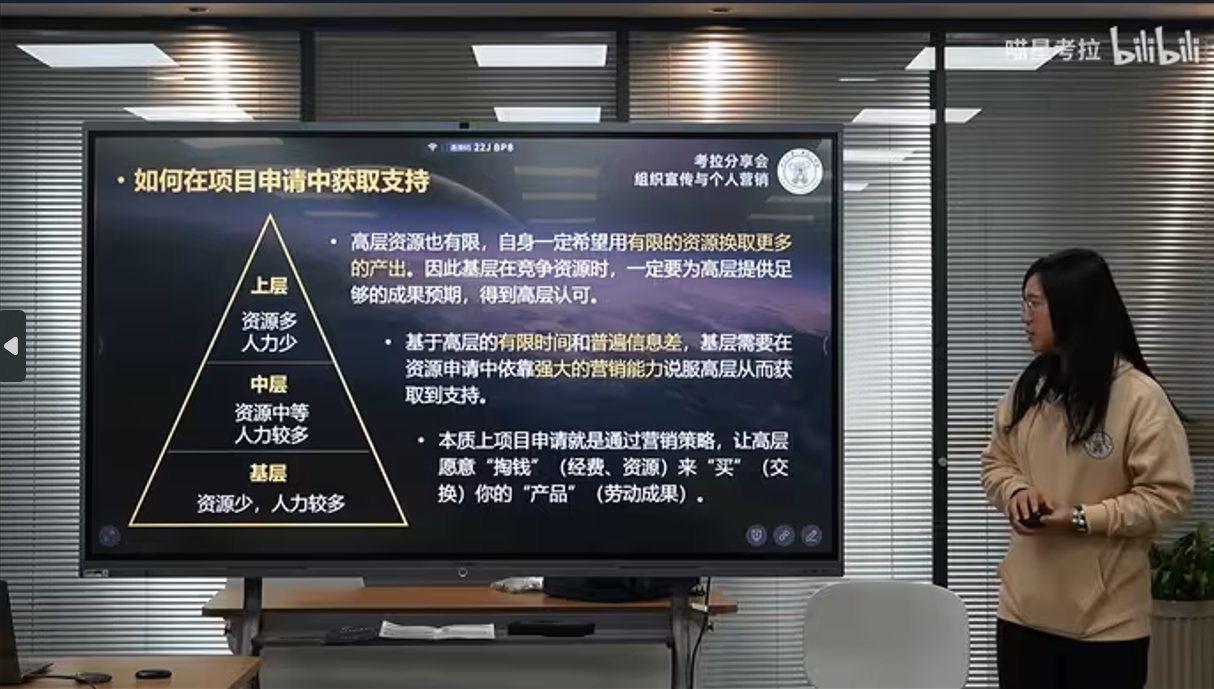 喵星考拉 bilibili
22J BP8
考拉分享会
组织宣传与个人营销
• 如何在项目申请中获取支持
上层
资源多
人力少
中层
资源中等
人力较多
基层
资源少，人力较多
• 高层资源也有限，自身一定希望用有限的资源换取更多
的产出。因此基层在竞争资源时，一定要为高层提供足
够的成果预期，得到高层认可。
• 基于高层的有限时间和普遍信息差，基层需要在
资源申请中依靠强大的营销能力说服高层从而获
取到支持。
• 本质上项目申请就是通过营销策略，让高层
愿意“掏钱”（经费、资源）来“买”（交
换）你的“产品”（劳动成果）。